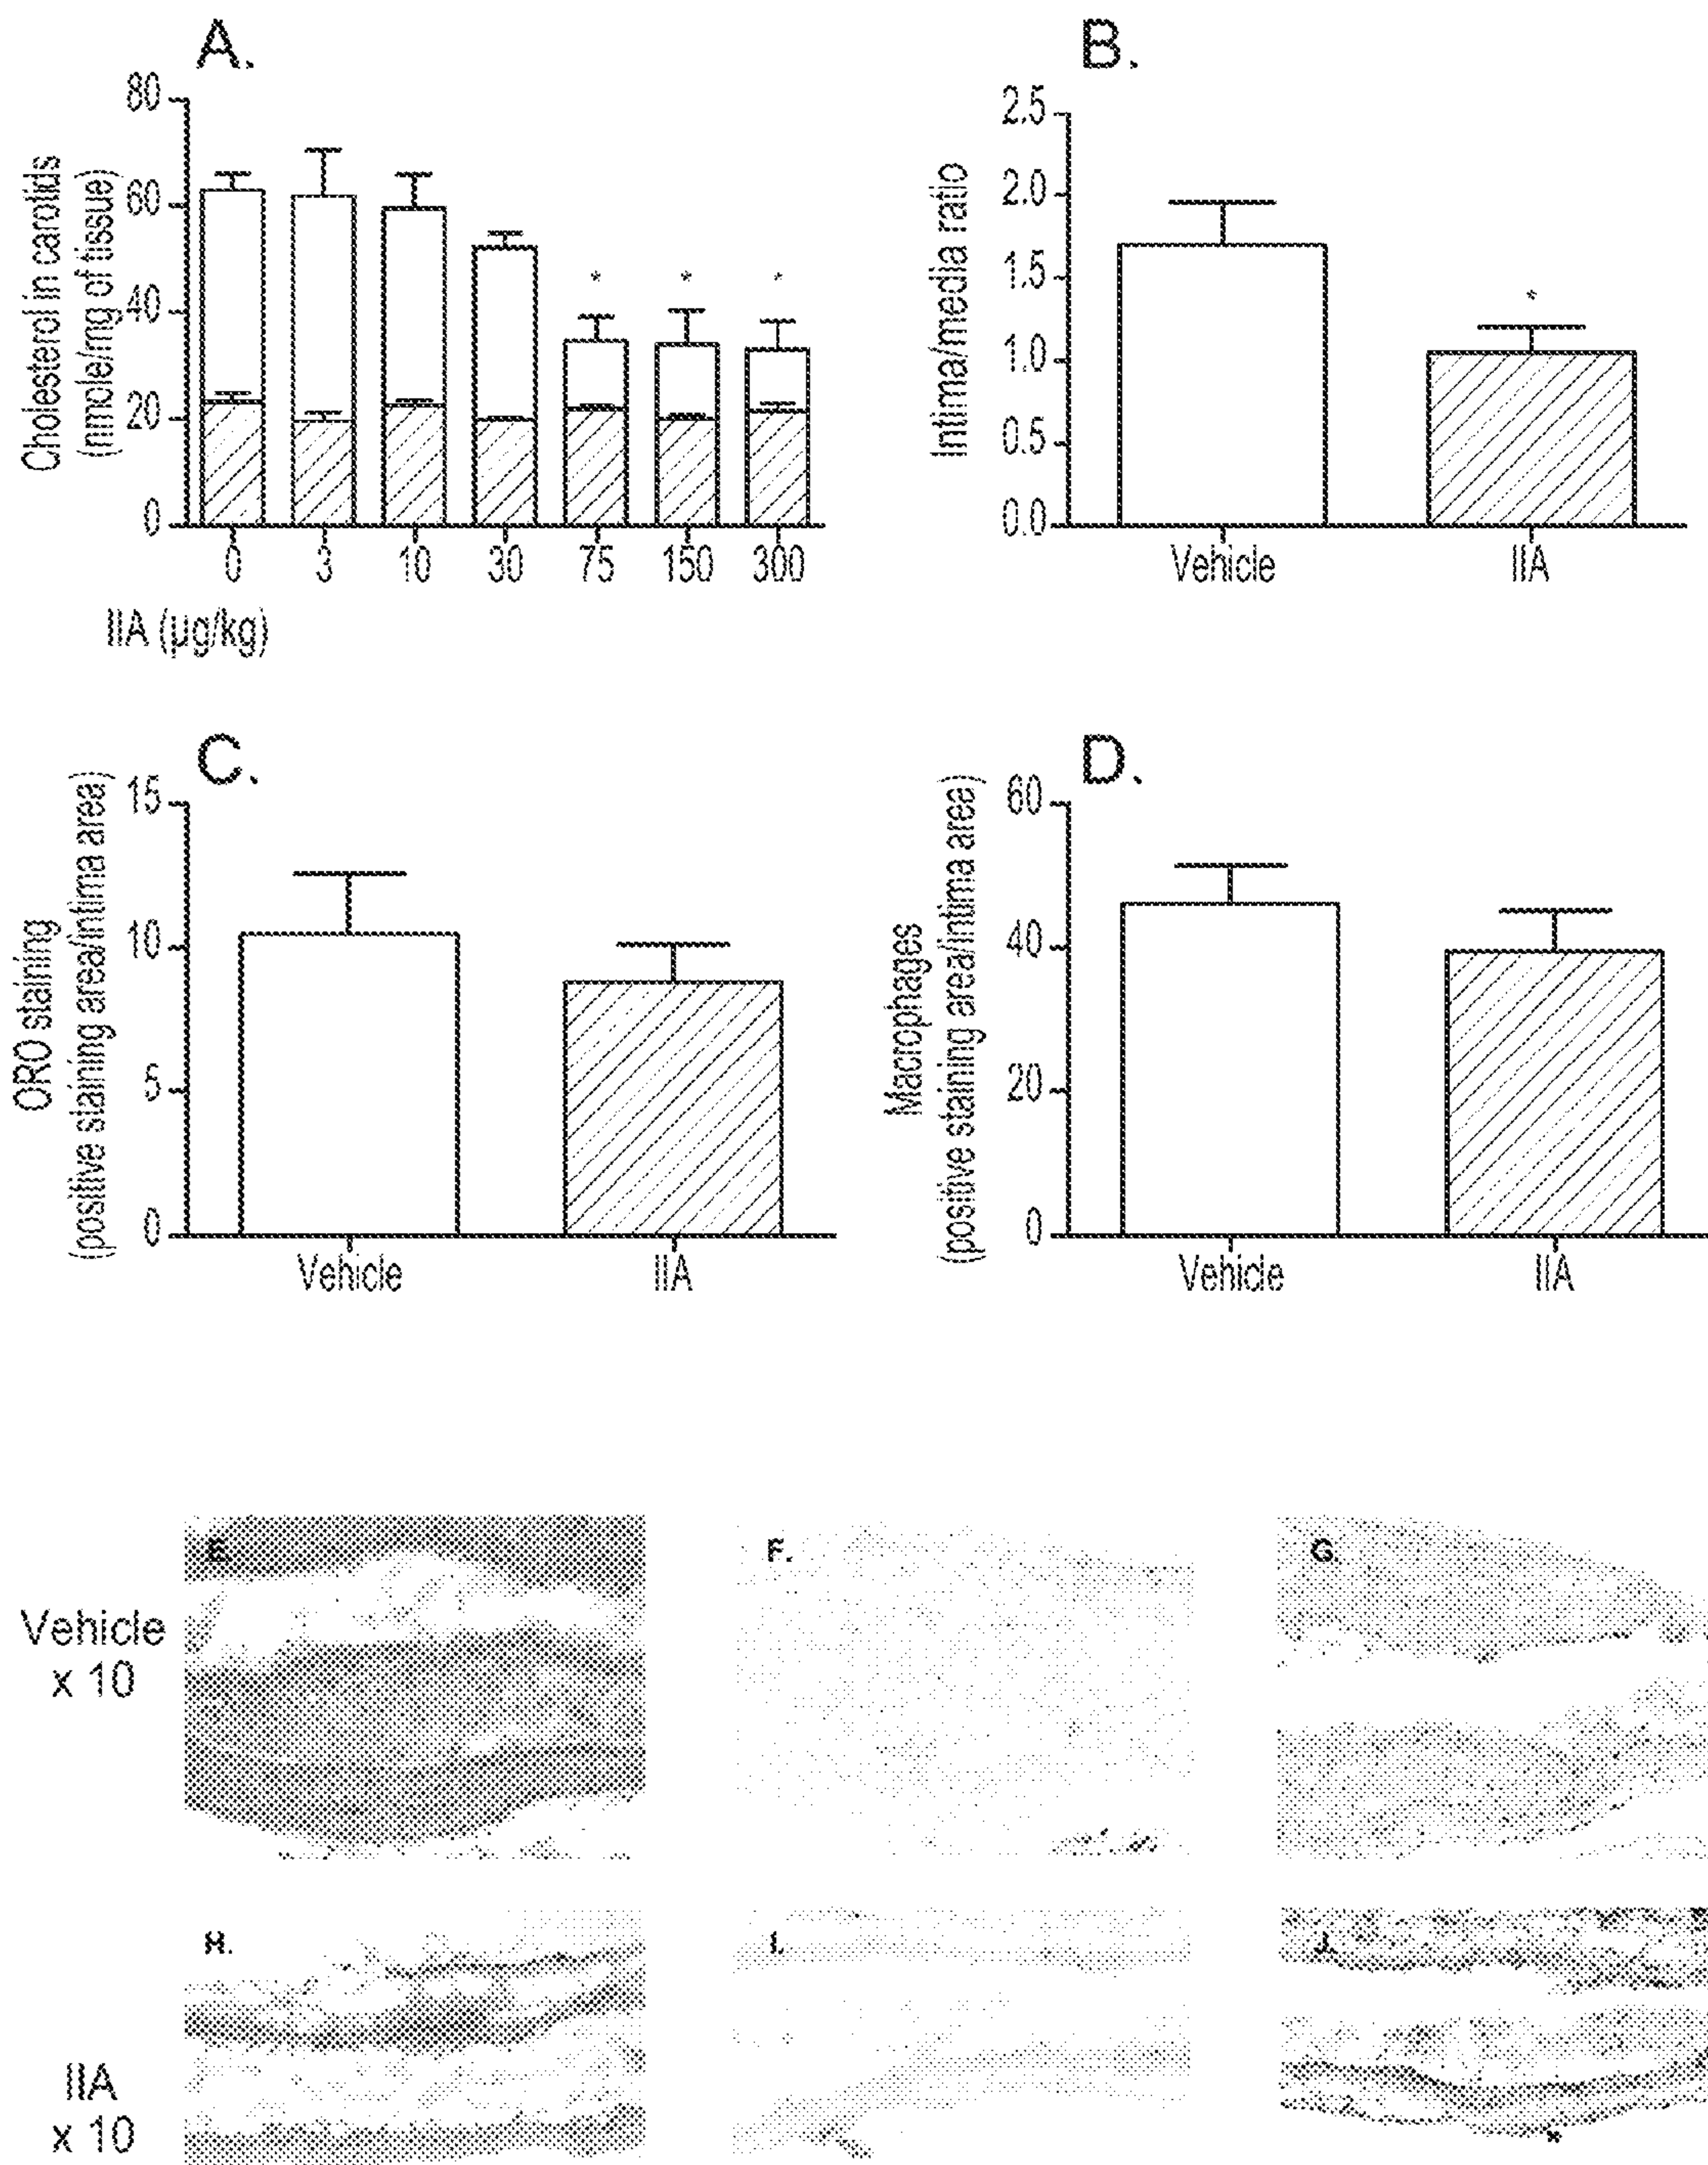 A.
Cholesterol in carotids
(nmole/mg of tissue)
80
60
40
20
0
* * *
0 3 10 30 75 150 300
IIA (µg/kg)
B.
Intima/media ratio
2.5
2.0
1.5
1.0
0.5
0.0
*
Vehicle IIA
C.
ORO staining
(positive staining area/intima area)
15
10
5
0
Vehicle IIA
D.
Macrophages
(positive staining area/intima area)
60
40
20
0
Vehicle IIA
Vehicle
x 10
E.
F.
G.
IIA
x 10
H.
I.
J.